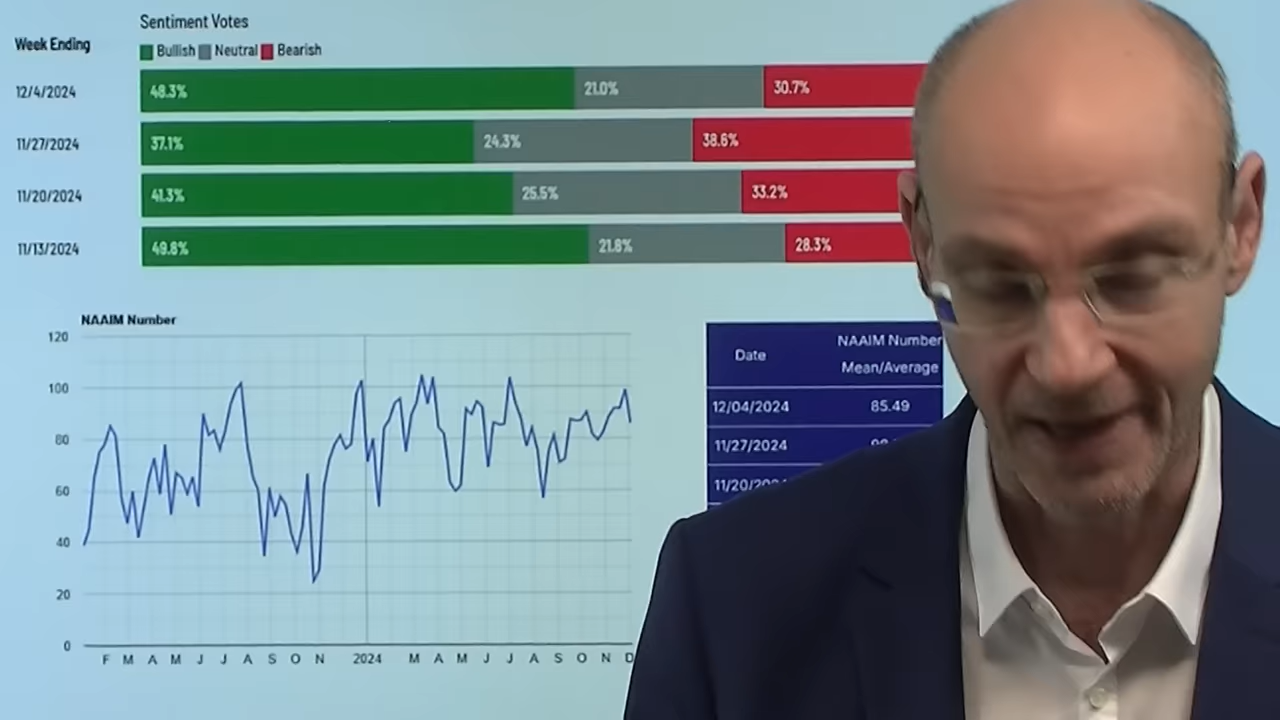 Sentiment Votes
Week Ending
Bullish Neutral Bearish
12/4/2024 48.3% 21.0% 30.7%
11/27/2024 37.1% 24.3% 38.6%
11/20/2024 41.3% 25.5% 33.2%
11/13/2024 49.8% 21.8% 28.3%
NAAIM Number
120
100
80
60
40
20
0
F M A M J J A S O N 2024 M A M J J A S O N D
Date NAAIM Number
Mean/Average
12/04/2024 85.49
11/27/2024